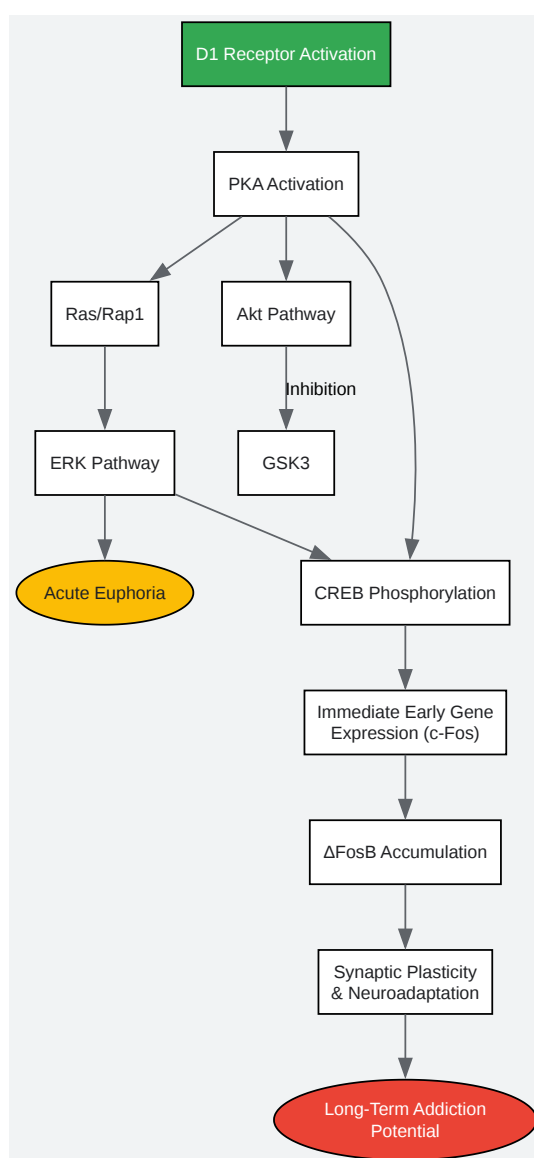 D1 Receptor Activation
PKA Activation
Ras/Rap1
Akt Pathway
Inhibition
ERK Pathway
GSK3
Acute Euphoria
CREB Phosphorylation
Immediate Early Gene
Expression (c-Fos)
ΔFosB Accumulation
Synaptic Plasticity
& Neuroadaptation
Long-Term Addiction
Potential